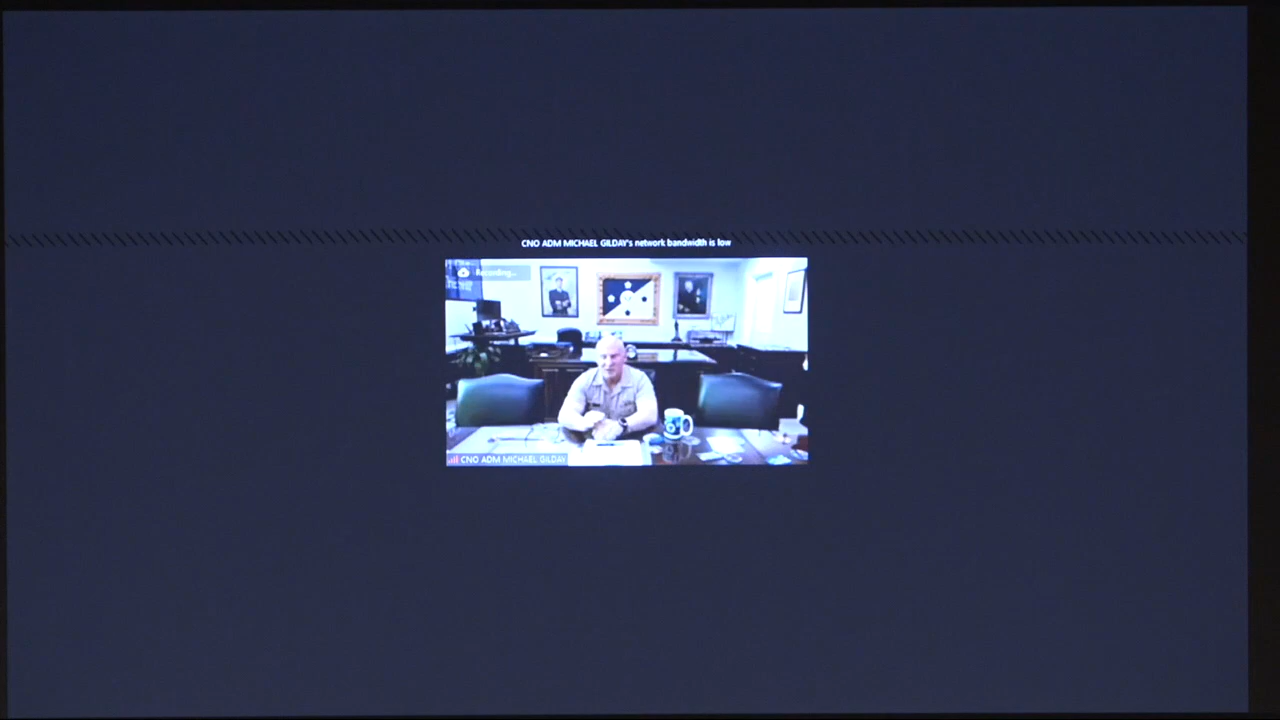 CNO ADM MICHAEL GILDAY's network bandwidth is low
Recording...
CNO ADM MICHAEL GILDAY